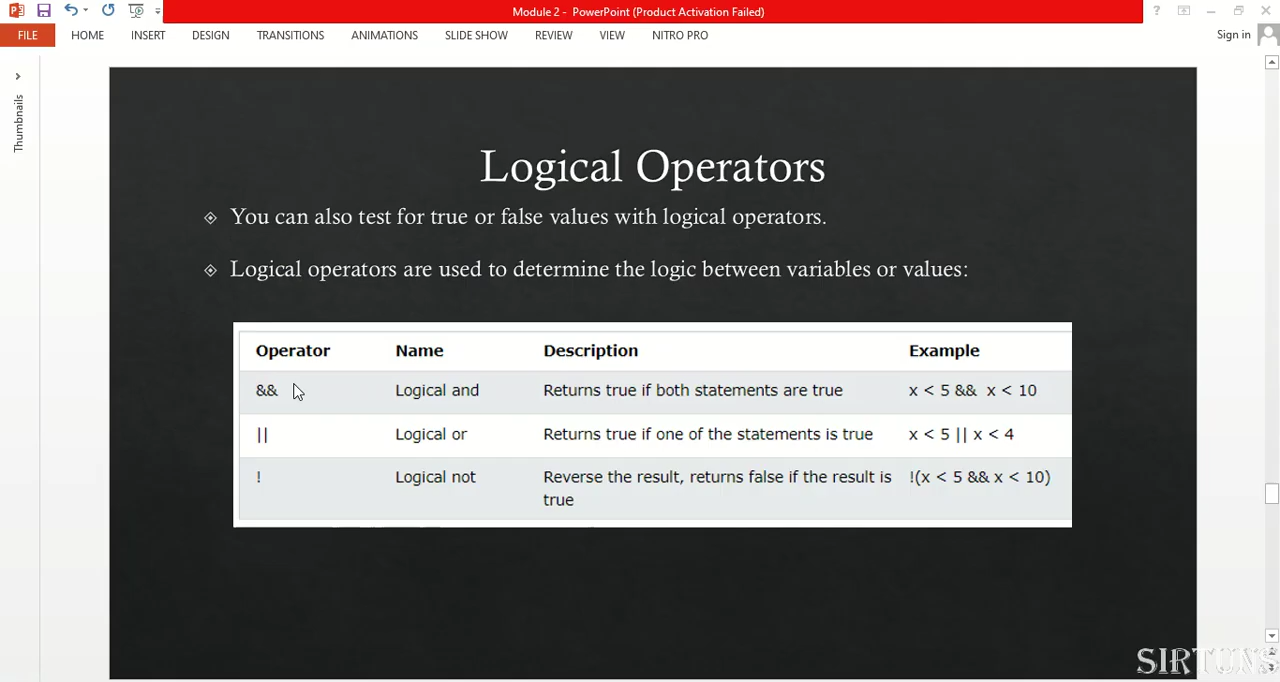 Module 2 - PowerPoint (Product Activation Failed)
?
FILE HOME INSERT DESIGN TRANSITIONS ANIMATIONS SLIDE SHOW REVIEW VIEW NITRO PRO Sign in
Thumbnails
Logical Operators
You can also test for true or false values with logical operators.
Logical operators are used to determine the logic between variables or values:
Operator Name Description Example
&& Logical and Returns true if both statements are true x < 5 && x < 10
|| Logical or Returns true if one of the statements is true x < 5 || x < 4
! Logical not Reverse the result, returns false if the result is true !(x < 5 && x < 10)
SIRTUNS